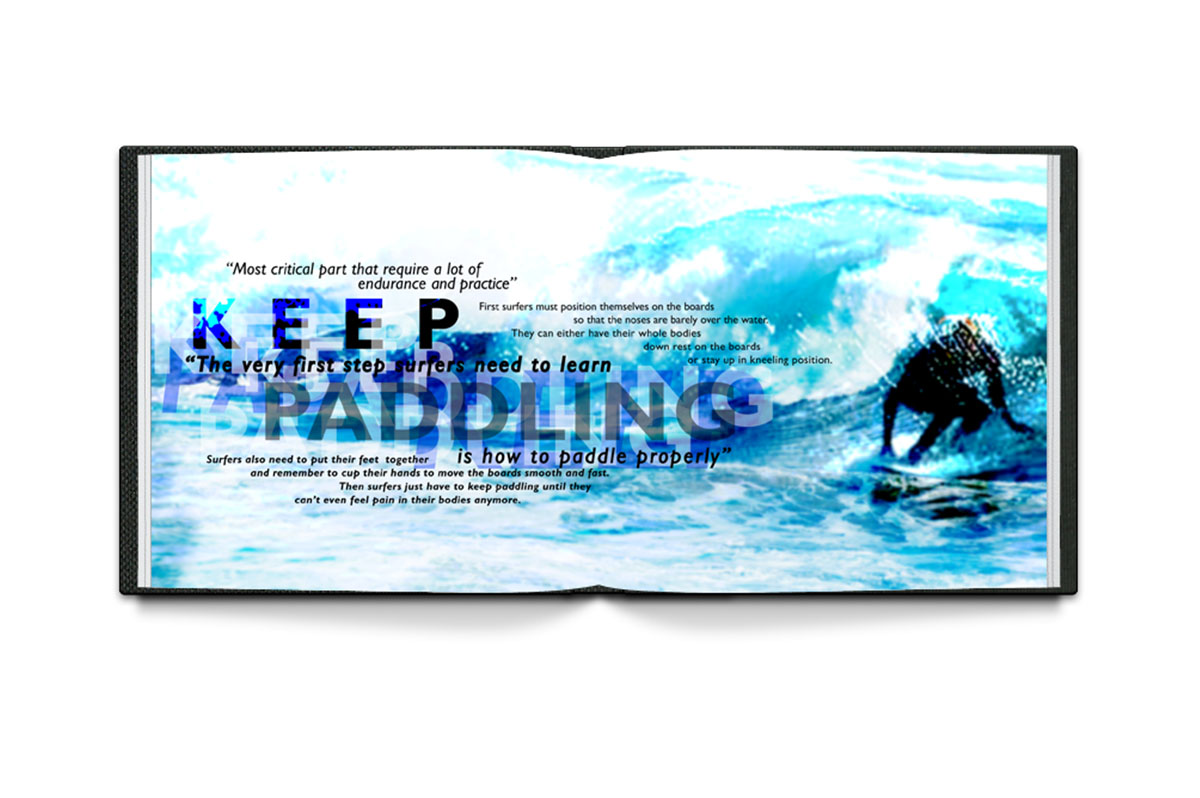 “Most critical part that require a lot of
endurance and practice”
KEEP
First surfers must position themselves on the boards
so that the noses are barely over the water.
They can either have their whole bodies
down rest on the boards
or stay up in kneeling position.
“The very first step surfers need to learn
PADDLING
is how to paddle properly”
Surfers also need to put their feet together
and remember to cup their hands to move the boards smooth and fast.
Then surfers just have to keep paddling until they
can't even feel pain in their bodies anymore.